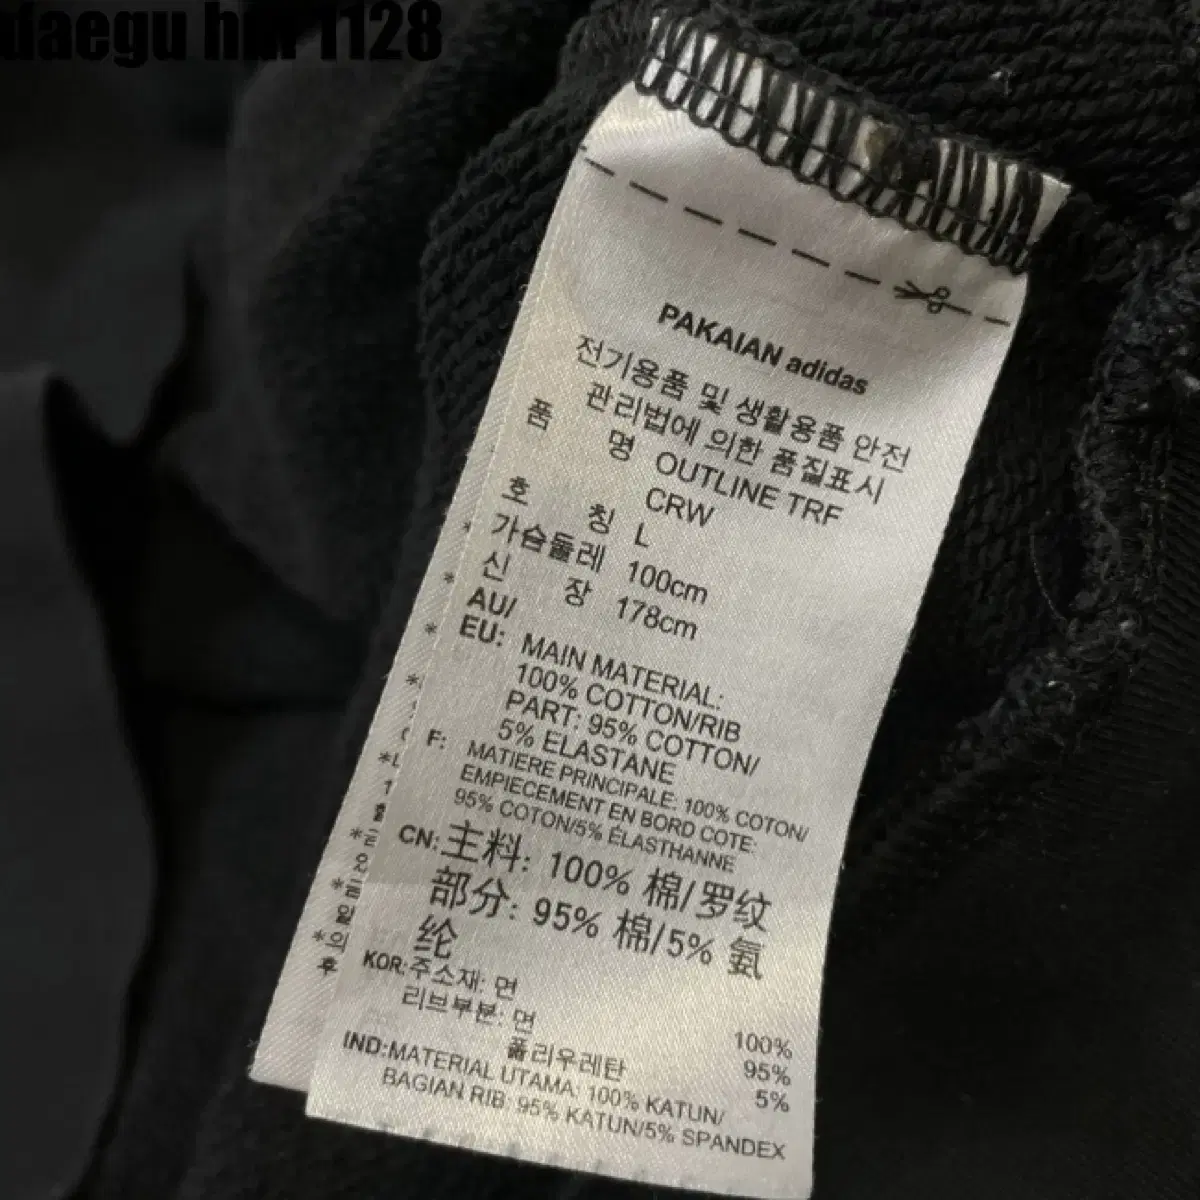 daegu hm 1128
PAKAIAN adidas
전기용품 및 생활용품 안전
관리법에 의한 품질표시
품 명 OUTLINE TRF
CRW
호 칭 L
가슴둘레 100cm
신 장 178cm
AU/
EU: MAIN MATERIAL:
100% COTTON/RIB
PART: 95% COTTON/
5% ELASTANE
F: MATIERE PRINCIPALE: 100% COTON/
EMPIECEMENT EN BORD COTE:
95% COTON/5% ÉLASTHANNE
CN: 主料: 100% 棉/罗纹
部分: 95% 棉/5% 氨
纶
KOR: 주소재: 면 100%
리브부분: 면 95%
폴리우레탄 5%
IND: MATERIAL UTAMA: 100% KATUN/
BAGIAN RIB: 95% KATUN/5% SPANDEX